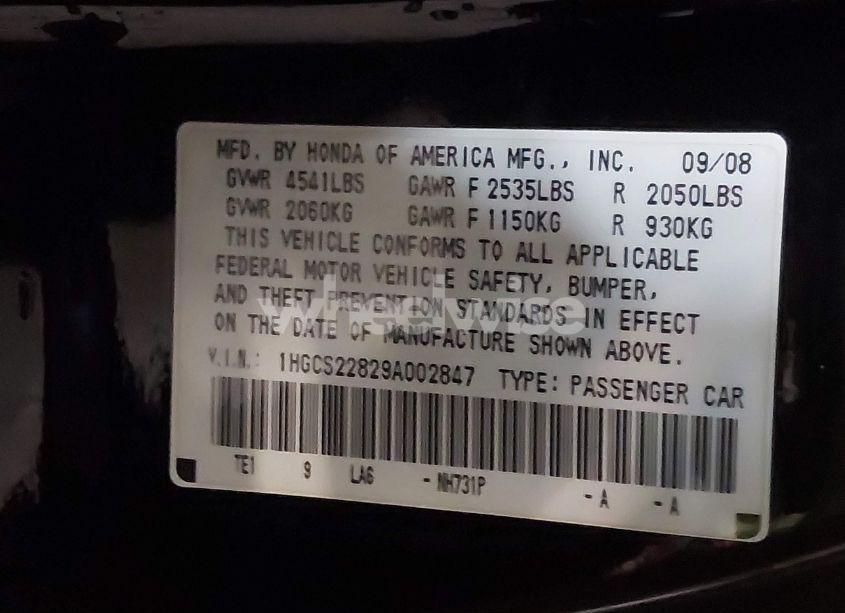 MFD. BY HONDA OF AMERICA MFG., INC. 09/08
GVWR 4541LBS GAWR F 2535LBS R 2050LBS
GVWR 2060KG GAWR F 1150KG R 930KG
THIS VEHICLE CONFORMS TO ALL APPLICABLE
FEDERAL MOTOR VEHICLE SAFETY, BUMPER,
AND THEFT PREVENTION STANDARDS IN EFFECT
ON THE DATE OF MANUFACTURE SHOWN ABOVE.
V.I.N.: 1HGCS22829A002847 TYPE: PASSENGER CAR
TE1 9 LA6 -NH731P -A -A
wheelwise